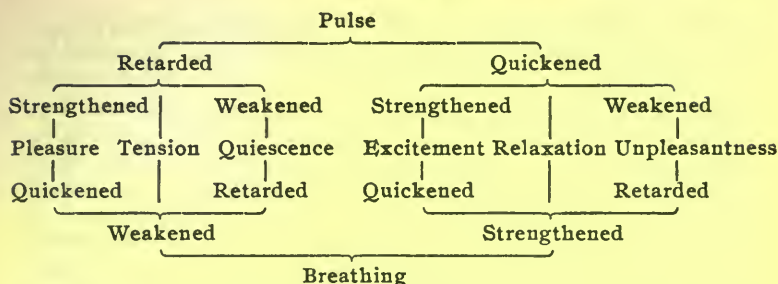 Pulse
Retarded Quickened
Strengthened Weakened Strengthened Weakened
Pleasure Tension Quiescence Excitement Relaxation Unpleasantness
Quickened Retarded Quickened Retarded
Weakened Strengthened
Breathing